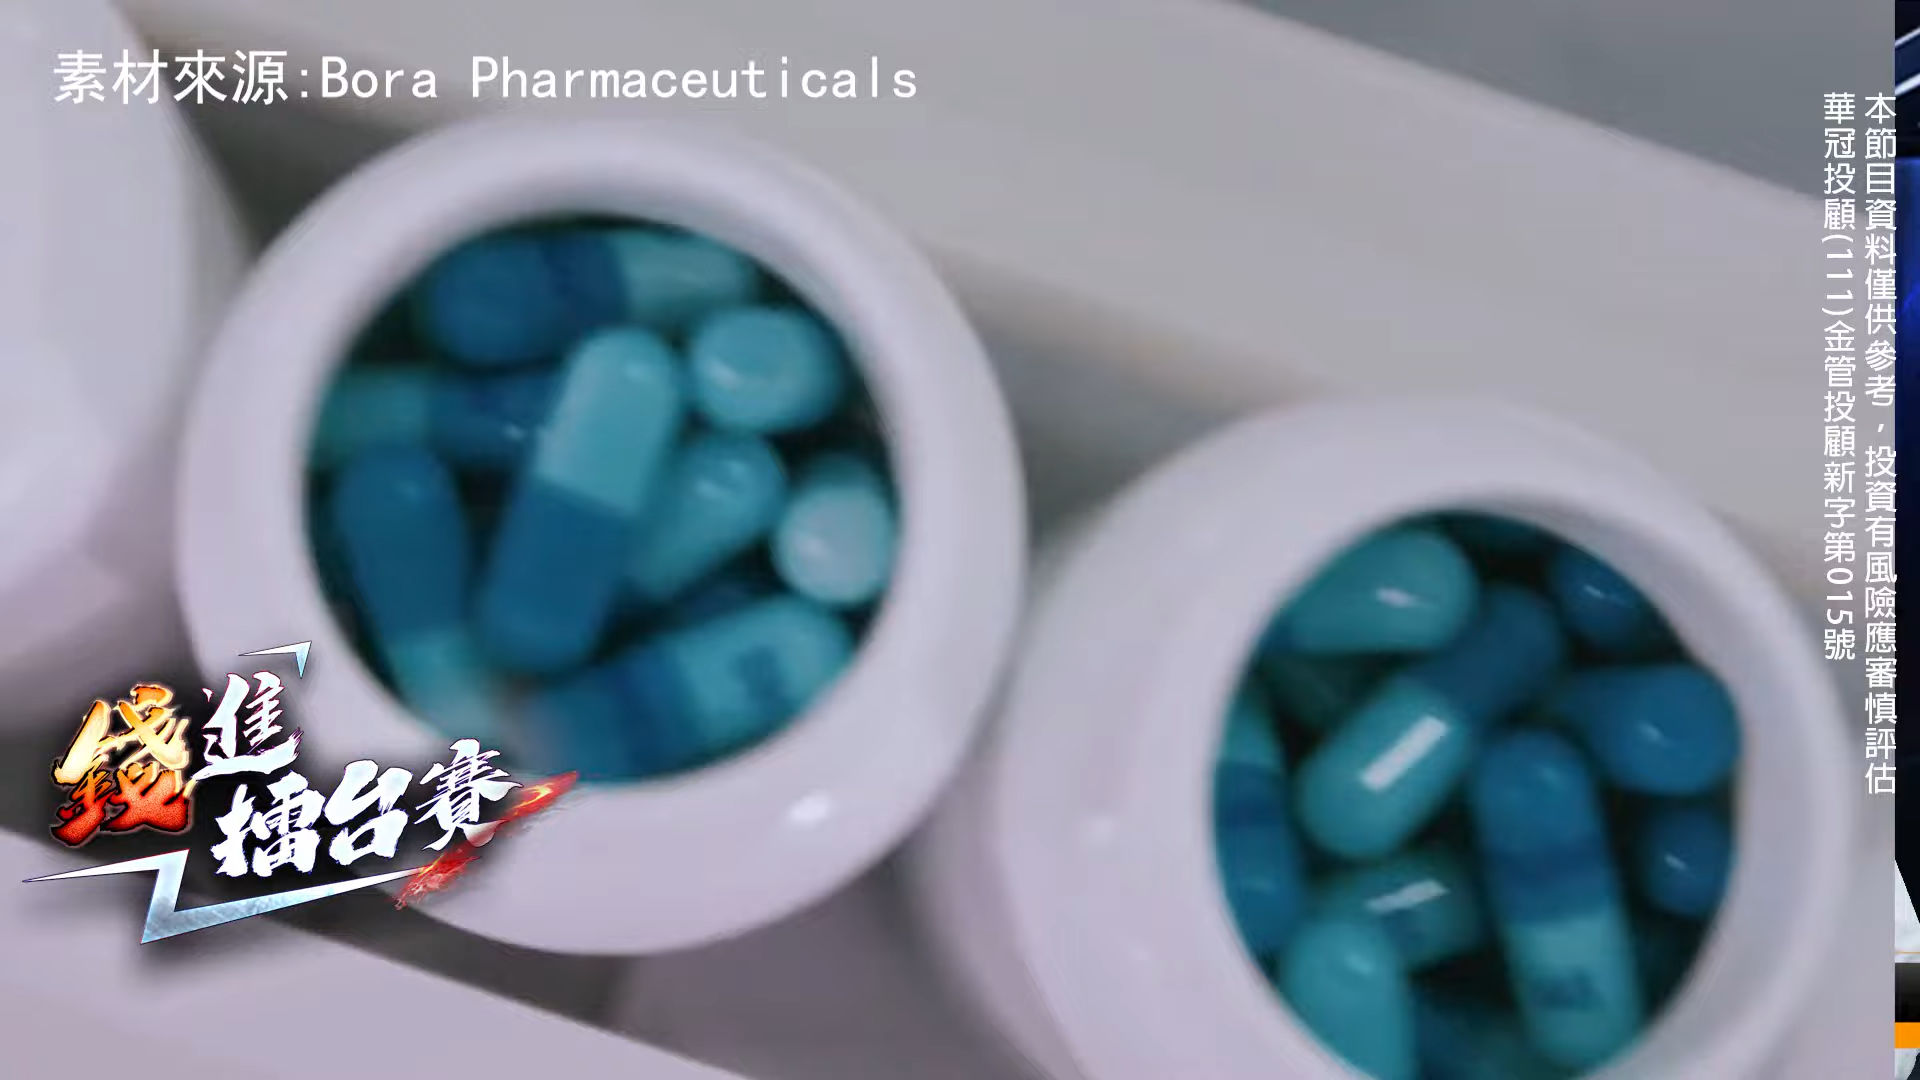 素材來源:Bora Pharmaceuticals
本節目資料僅供參考，投資有風險應審慎評估
華冠投顧(111)金管投顧新字第015號
錢進
擂台賽